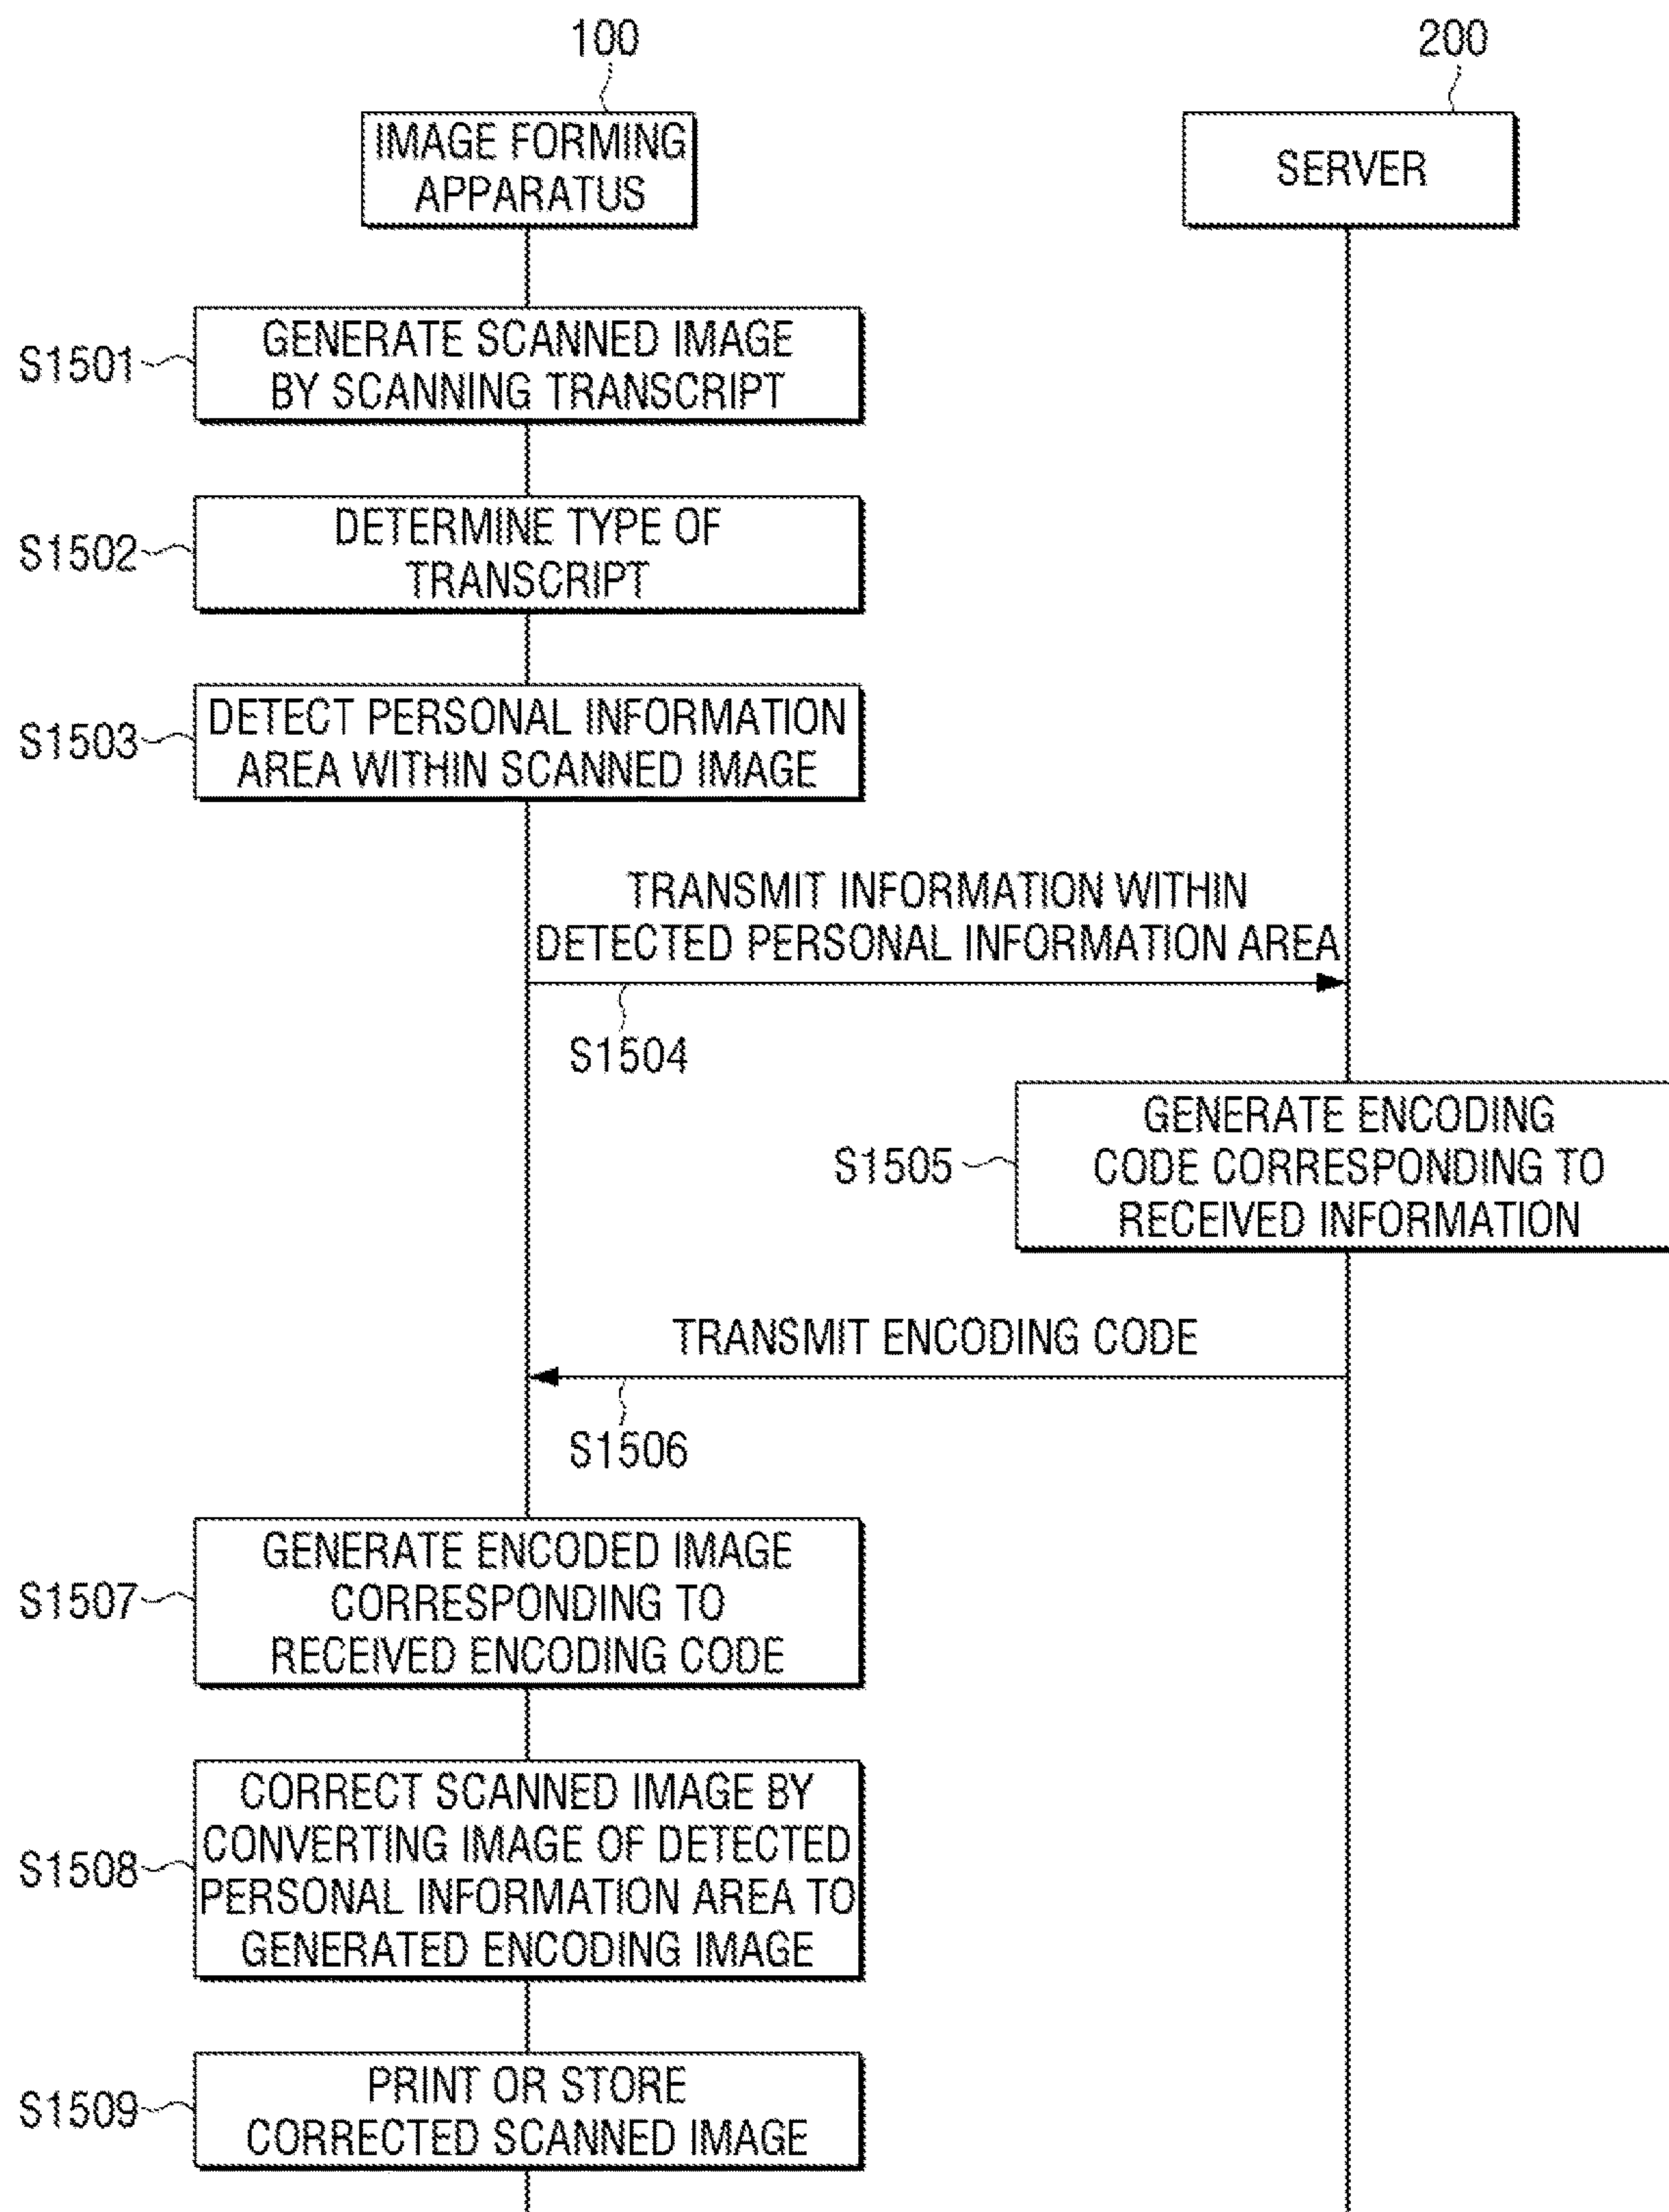 100
200
IMAGE FORMING
APPARATUS
SERVER
S1501
GENERATE SCANNED IMAGE
BY SCANNING TRANSCRIPT
S1502
DETERMINE TYPE OF
TRANSCRIPT
S1503
DETECT PERSONAL INFORMATION
AREA WITHIN SCANNED IMAGE
TRANSMIT INFORMATION WITHIN
DETECTED PERSONAL INFORMATION AREA
S1504
S1505
GENERATE ENCODING
CODE CORRESPONDING TO
RECEIVED INFORMATION
TRANSMIT ENCODING CODE
S1506
S1507
GENERATE ENCODED IMAGE
CORRESPONDING TO
RECEIVED ENCODING CODE
S1508
CORRECT SCANNED IMAGE BY
CONVERTING IMAGE OF DETECTED
PERSONAL INFORMATION AREA TO
GENERATED ENCODING IMAGE
S1509
PRINT OR STORE
CORRECTED SCANNED IMAGE